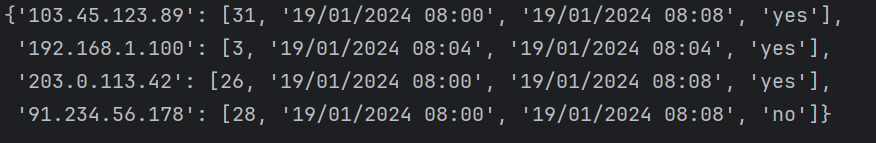 {'103.45.123.89': [31, '19/01/2024 08:00', '19/01/2024 08:08', 'yes'],
'192.168.1.100': [3, '19/01/2024 08:04', '19/01/2024 08:04', 'yes'],
'203.0.113.42': [26, '19/01/2024 08:00', '19/01/2024 08:08', 'yes'],
'91.234.56.178': [28, '19/01/2024 08:00', '19/01/2024 08:08', 'no']}